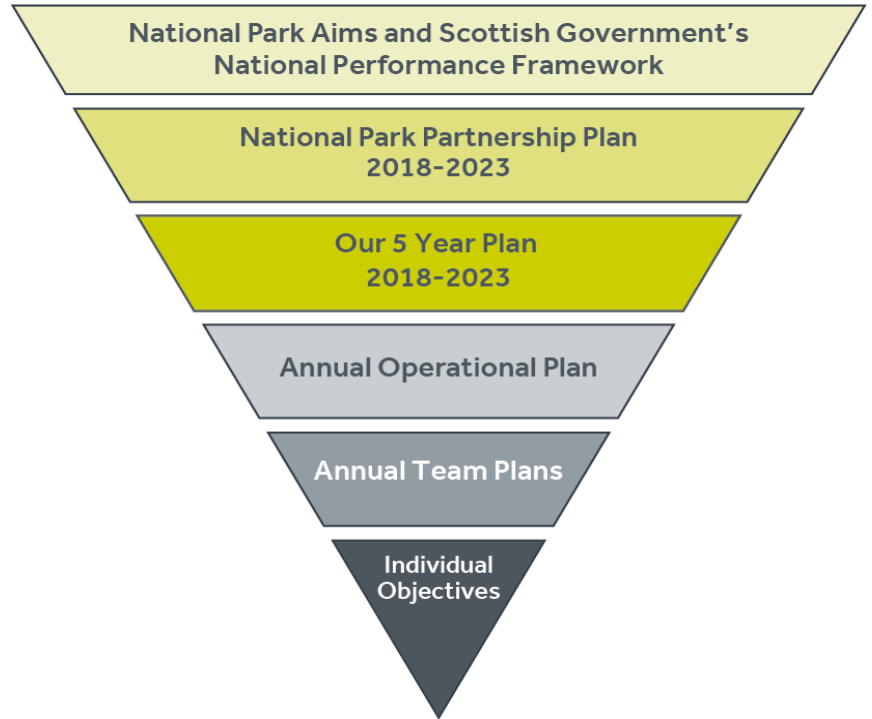 National Park Aims and Scottish Government’s
National Performance Framework
National Park Partnership Plan
2018-2023
Our 5 Year Plan
2018-2023
Annual Operational Plan
Annual Team Plans
Individual
Objectives